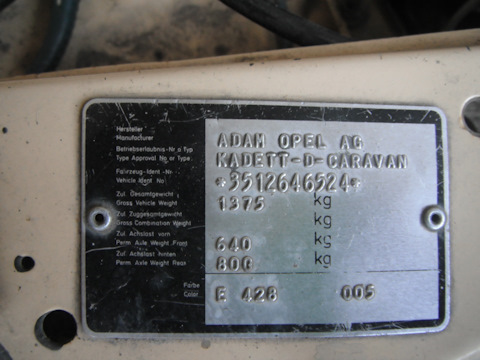 Hersteller
Manufacturer
ADAM OPEL AG
Betriebserlaubnis-Nr o Typ
Type Approval No or Type
KADETT-D-CARAVAN
Fahrzeug-Ident -Nr
Vehicle Ident No
*3512646524*
Zul Gesamtgewicht
Gross Vehicle Weight
1375 kg
Zul Zuggesamtgewicht
Gross Combination Weight
kg
Zul Achslast vorn
Perm Axle Weight Front
640 kg
Zul Achslast hinten
Perm Axle Weight Rear
800 kg
Farbe
Color
E 428 005